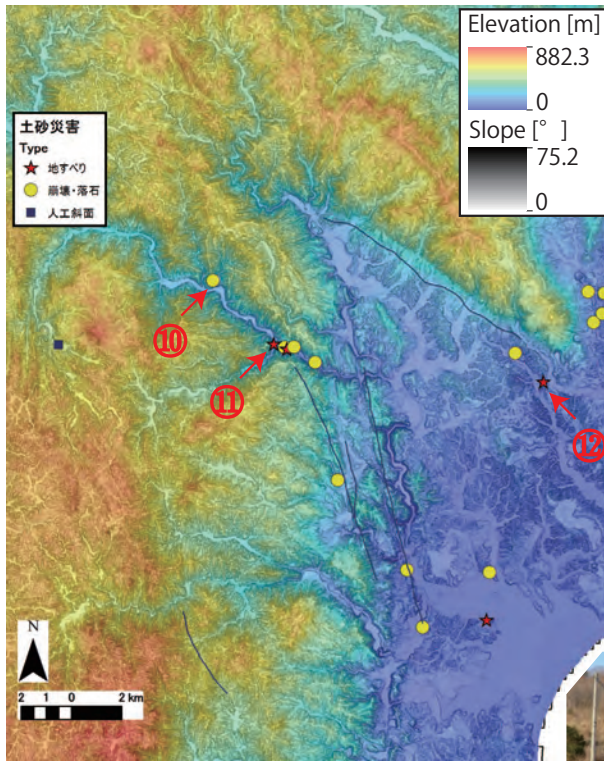 Elevation [m]
882.3
0
Slope [° ]
75.2
0
土砂災害
Type
地すべり
崩壊・落石
人工斜面
⑩
⑪
⑫
N
2 1 0 2 km